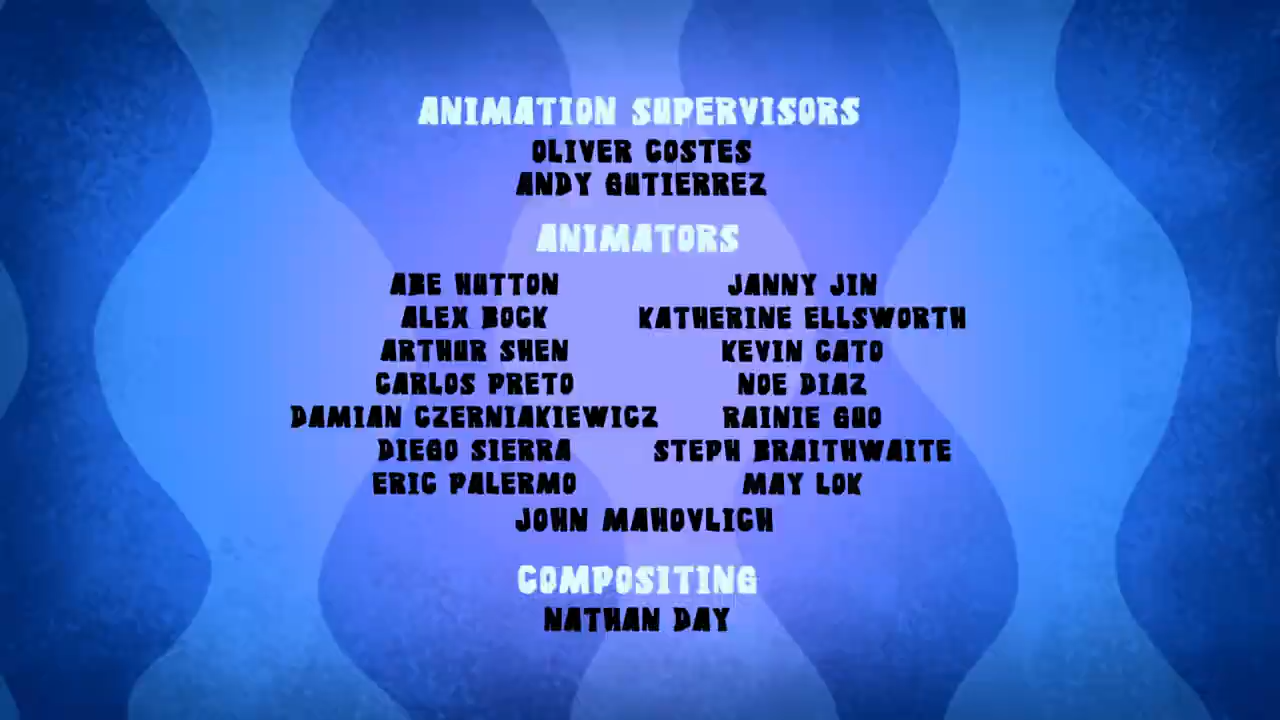 ANIMATION SUPERVISORS
OLIVER COSTES
ANDY GUTIERREZ
ANIMATORS
ABE HUTTON
ALEX BOCK
ARTHUR SHEN
CARLOS PRETO
DAMIAN CZERNIAKIEWICZ
DIEGO SIERRA
ERIC PALERMO
JANNY JIN
KATHERINE ELLSWORTH
KEVIN CATO
NOE DIAZ
RAINIE GUO
STEPH BRAITHWAITE
MAY LOK
JOHN MAHOVLICH
COMPOSITING
NATHAN DAY